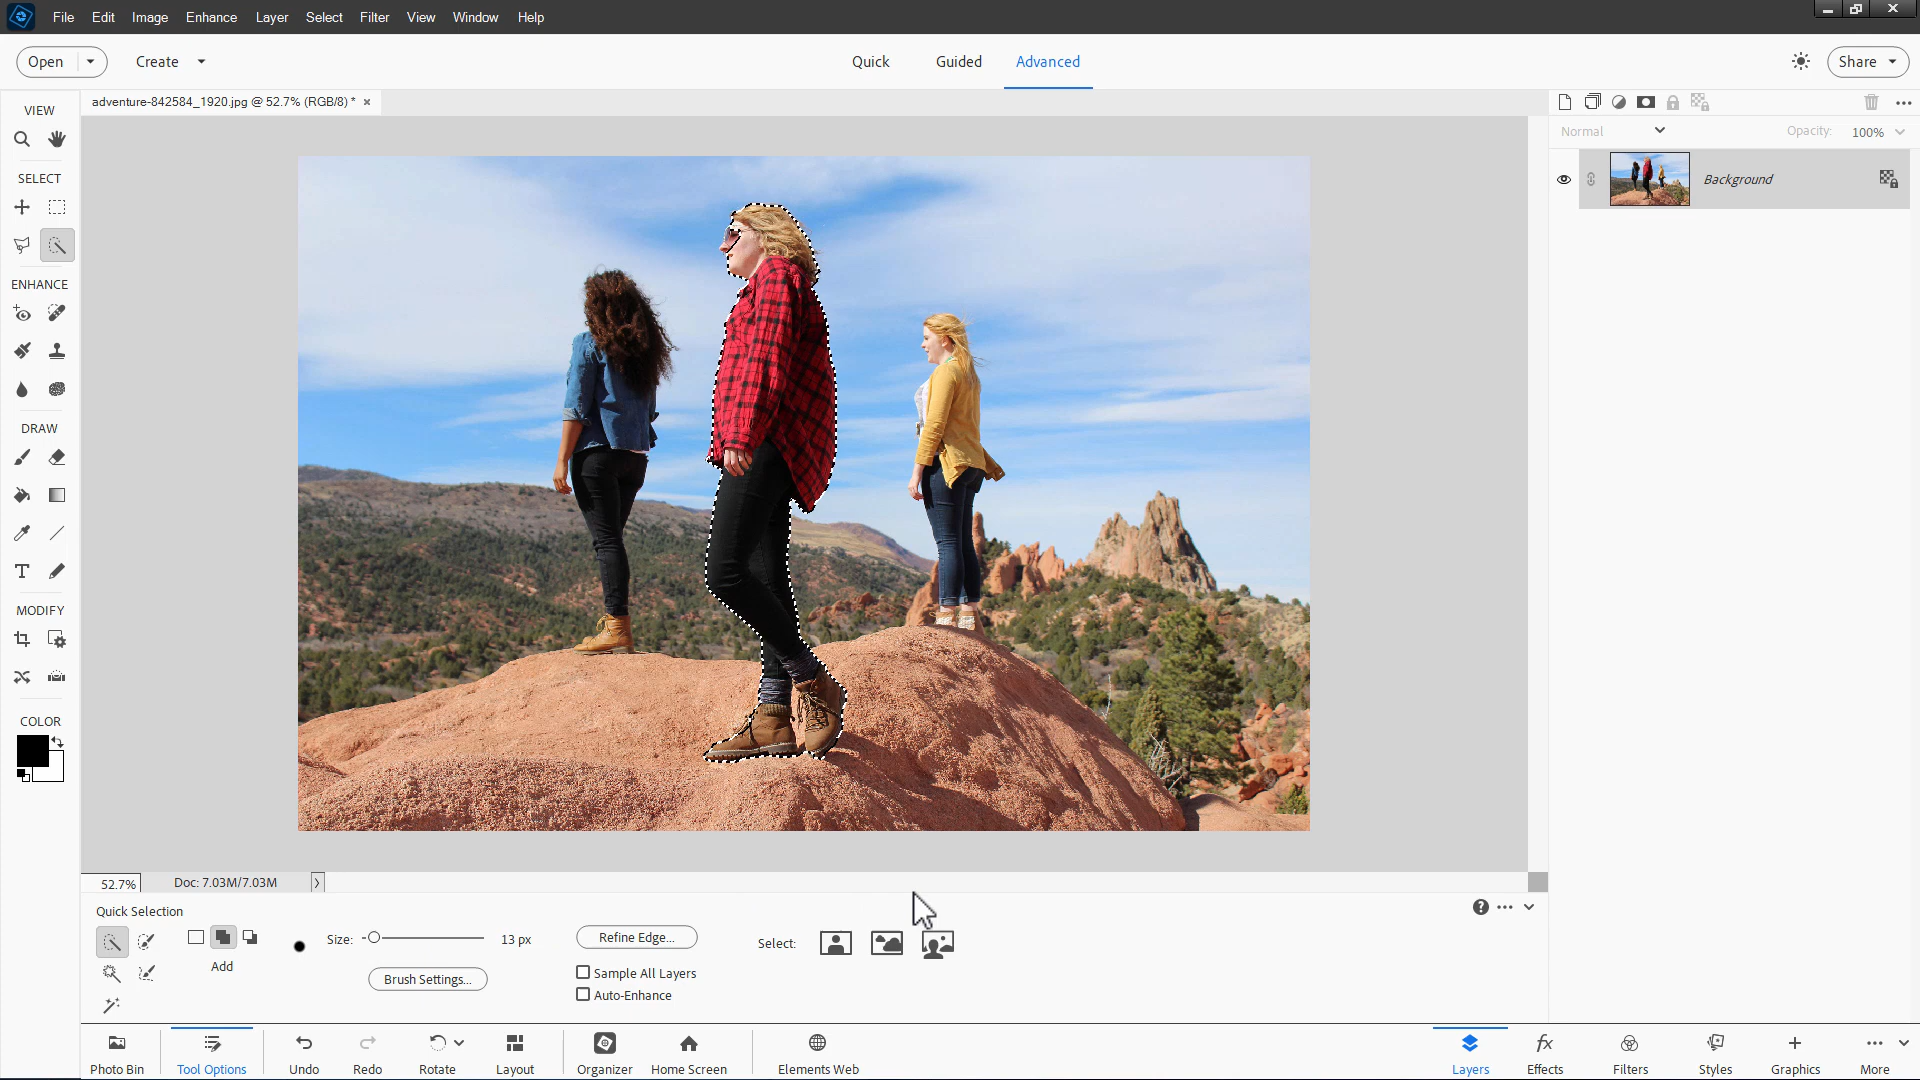 File Edit Image Enhance Layer Select Filter View Window Help
Open Create Quick Guided Advanced Share
adventure-842584_1920.jpg @ 52.7% (RGB/8) * ×
Normal Opacity: 100%
Background
VIEW
SELECT
ENHANCE
DRAW
MODIFY
COLOR
52.7% Doc: 7.03M/7.03M
Quick Selection
Add
Size: 13 px
Brush Settings...
Refine Edge...
Sample All Layers
Auto-Enhance
Select:
Photo Bin Tool Options Undo Redo Rotate Layout Organizer Home Screen Elements Web Layers Effects Filters Styles Graphics More